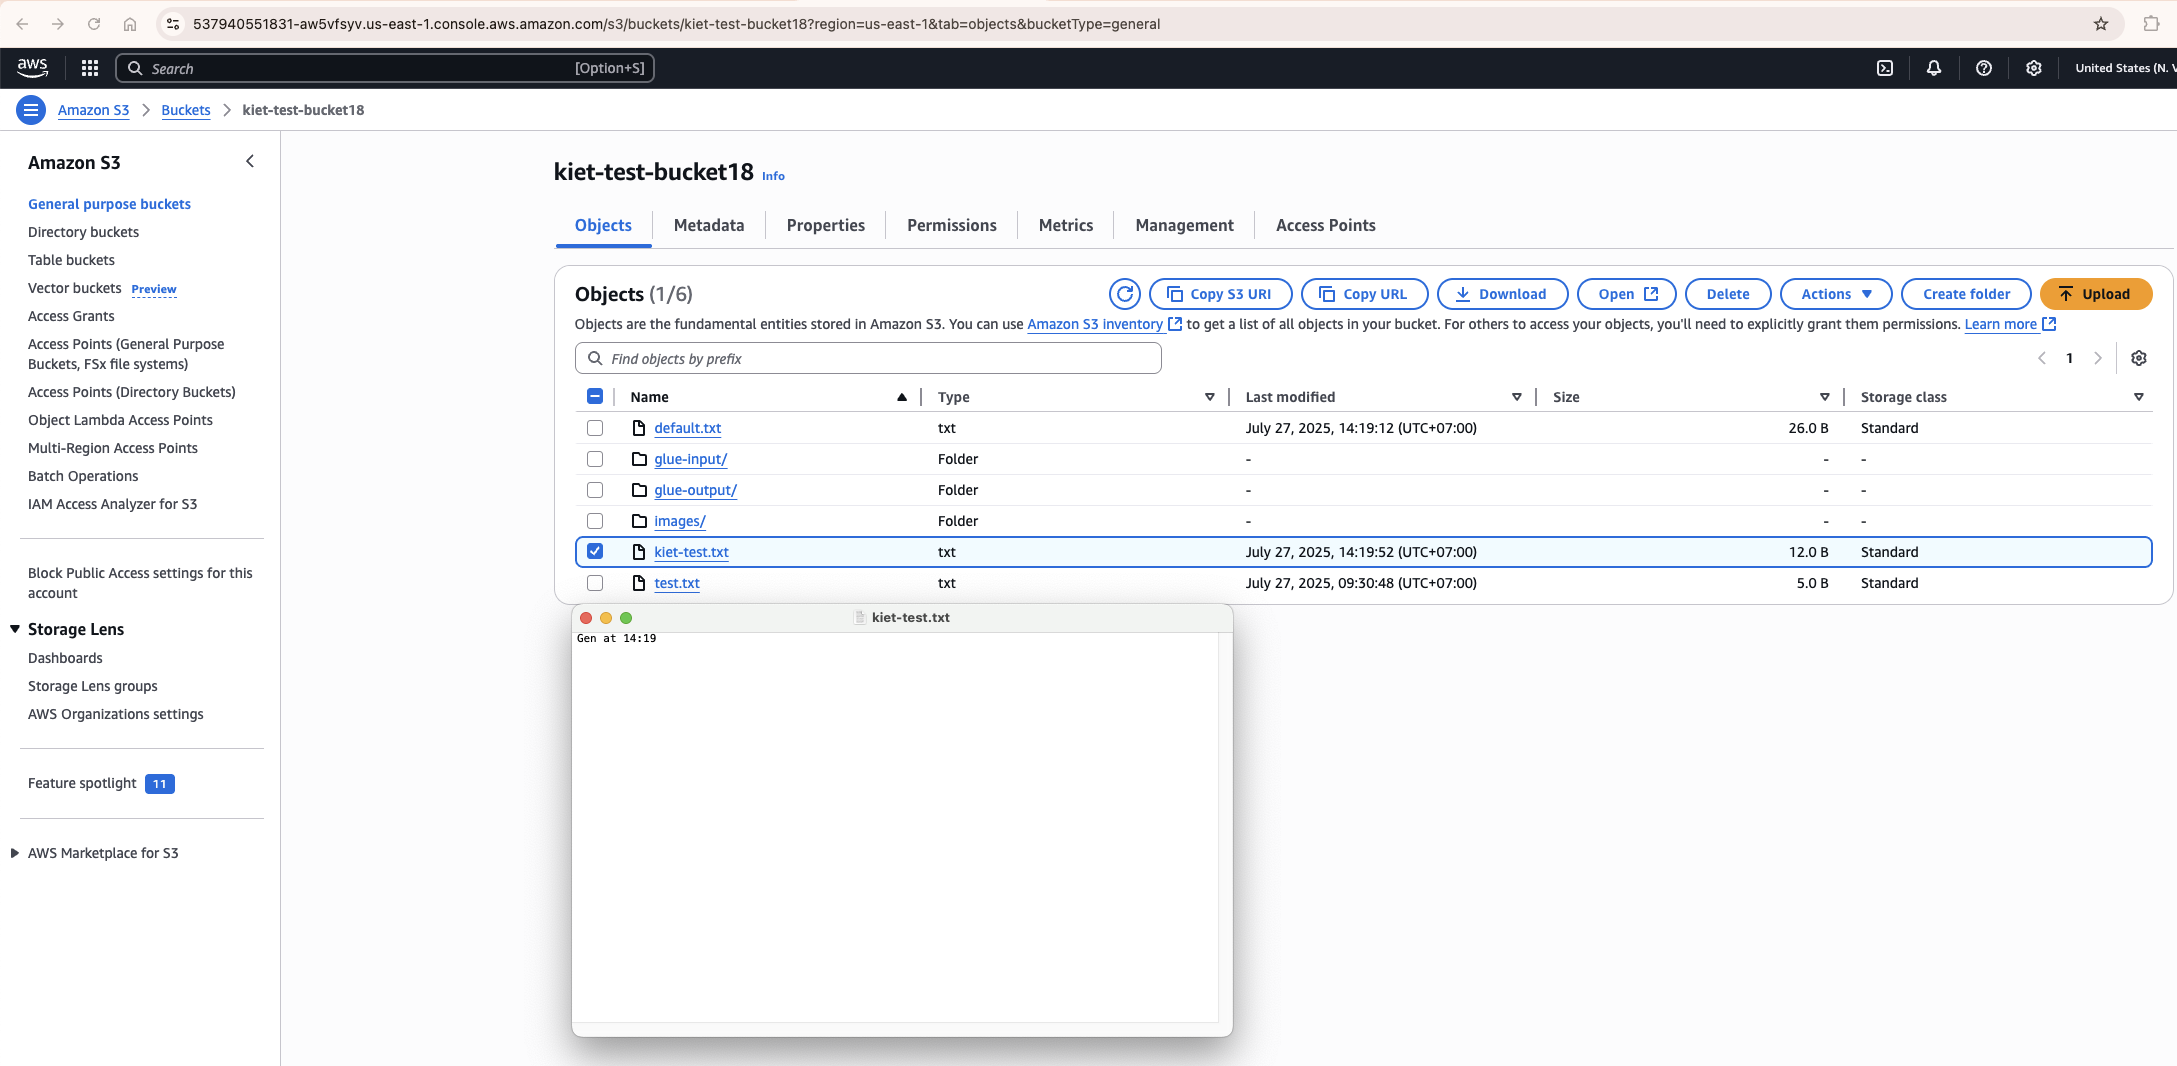 537940551831-aw5vfsyv.us-east-1.console.aws.amazon.com/s3/buckets/kiet-test-bucket18?region=us-east-1&tab=objects&bucketType=general
aws
Search [Option+S]
United States (N. V
Amazon S3 > Buckets > kiet-test-bucket18
Amazon S3
General purpose buckets
Directory buckets
Table buckets
Vector buckets Preview
Access Grants
Access Points (General Purpose
Buckets, FSx file systems)
Access Points (Directory Buckets)
Object Lambda Access Points
Multi-Region Access Points
Batch Operations
IAM Access Analyzer for S3
Block Public Access settings for this
account
Storage Lens
Dashboards
Storage Lens groups
AWS Organizations settings
Feature spotlight 11
AWS Marketplace for S3
kiet-test-bucket18 Info
Objects Metadata Properties Permissions Metrics Management Access Points
Objects (1/6) Copy S3 URI Copy URL Download Open Delete Actions Create folder Upload
Objects are the fundamental entities stored in Amazon S3. You can use Amazon S3 inventory to get a list of all objects in your bucket. For others to access your objects, you'll need to explicitly grant them permissions. Learn more
Find objects by prefix 1
Name Type Last modified Size Storage class
default.txt txt July 27, 2025, 14:19:12 (UTC+07:00) 26.0 B Standard
glue-input/ Folder - - -
glue-output/ Folder - - -
images/ Folder - - -
kiet-test.txt txt July 27, 2025, 14:19:52 (UTC+07:00) 12.0 B Standard
test.txt txt July 27, 2025, 09:30:48 (UTC+07:00) 5.0 B Standard
kiet-test.txt
Gen at 14:19